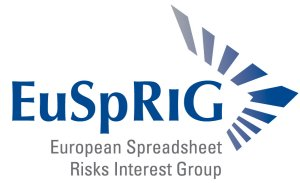 EuSpRIG
European Spreadsheet
Risks Interest Group